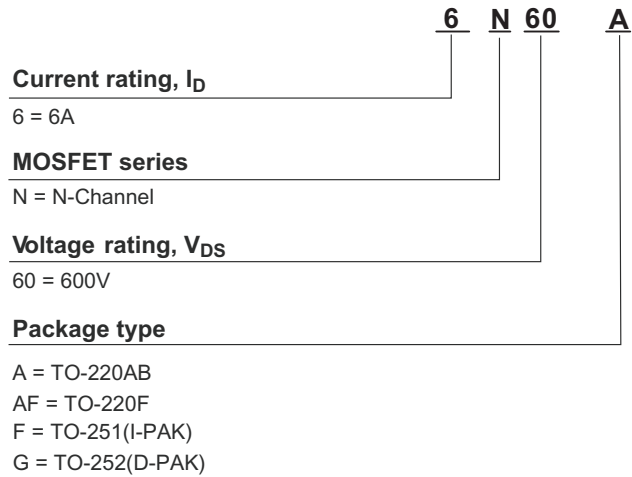 6 N 60 A
Current rating, ID
6 = 6A
MOSFET series
N = N-Channel
Voltage rating, VDS
60 = 600V
Package type
A = TO-220AB
AF = TO-220F
F = TO-251(I-PAK)
G = TO-252(D-PAK)